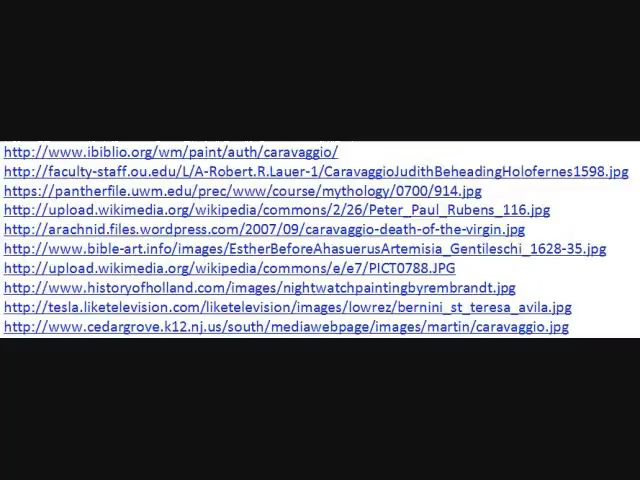 http://www.ibiblio.org/wm/paint/auth/caravaggio/
http://faculty-staff.ou.edu/L/A-Robert.R.Lauer-1/CaravaggioJudithBeheadingHolofernes1598.jpg
https://pantherfile.uwm.edu/prec/www/course/mythology/0700/914.jpg
http://upload.wikimedia.org/wikipedia/commons/2/26/Peter_Paul_Rubens_116.jpg
http://arachnid.files.wordpress.com/2007/09/caravaggio-death-of-the-virgin.jpg
http://www.bible-art.info/images/EstherBeforeAhasuerusArtemisia_Gentileschi_1628-35.jpg
http://upload.wikimedia.org/wikipedia/commons/e/e7/PICT0788.JPG
http://www.historyofholland.com/images/nightwatchpaintingbyrembrandt.jpg
http://tesla.liketelevision.com/liketelevision/images/lowrez/bernini_st_teresa_avila.jpg
http://www.cedargrove.k12.nj.us/south/mediawebpage/images/martin/caravaggio.jpg